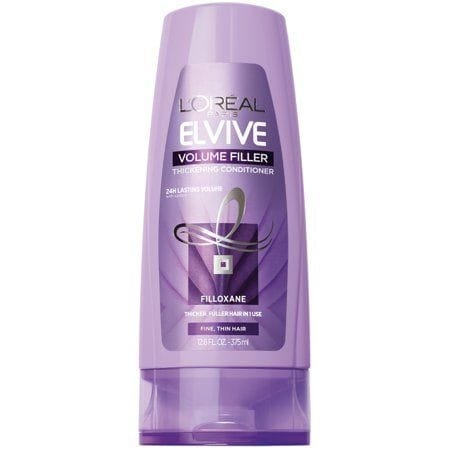 L'ORÉAL
PARIS
ELVIVE
VOLUME FILLER
THICKENING CONDITIONER
24H LASTING VOLUME
FILLOXANE
THICKER, FULLER HAIR IN 1 USE
FINE, THIN HAIR
12.6 FL. OZ. - 375ml